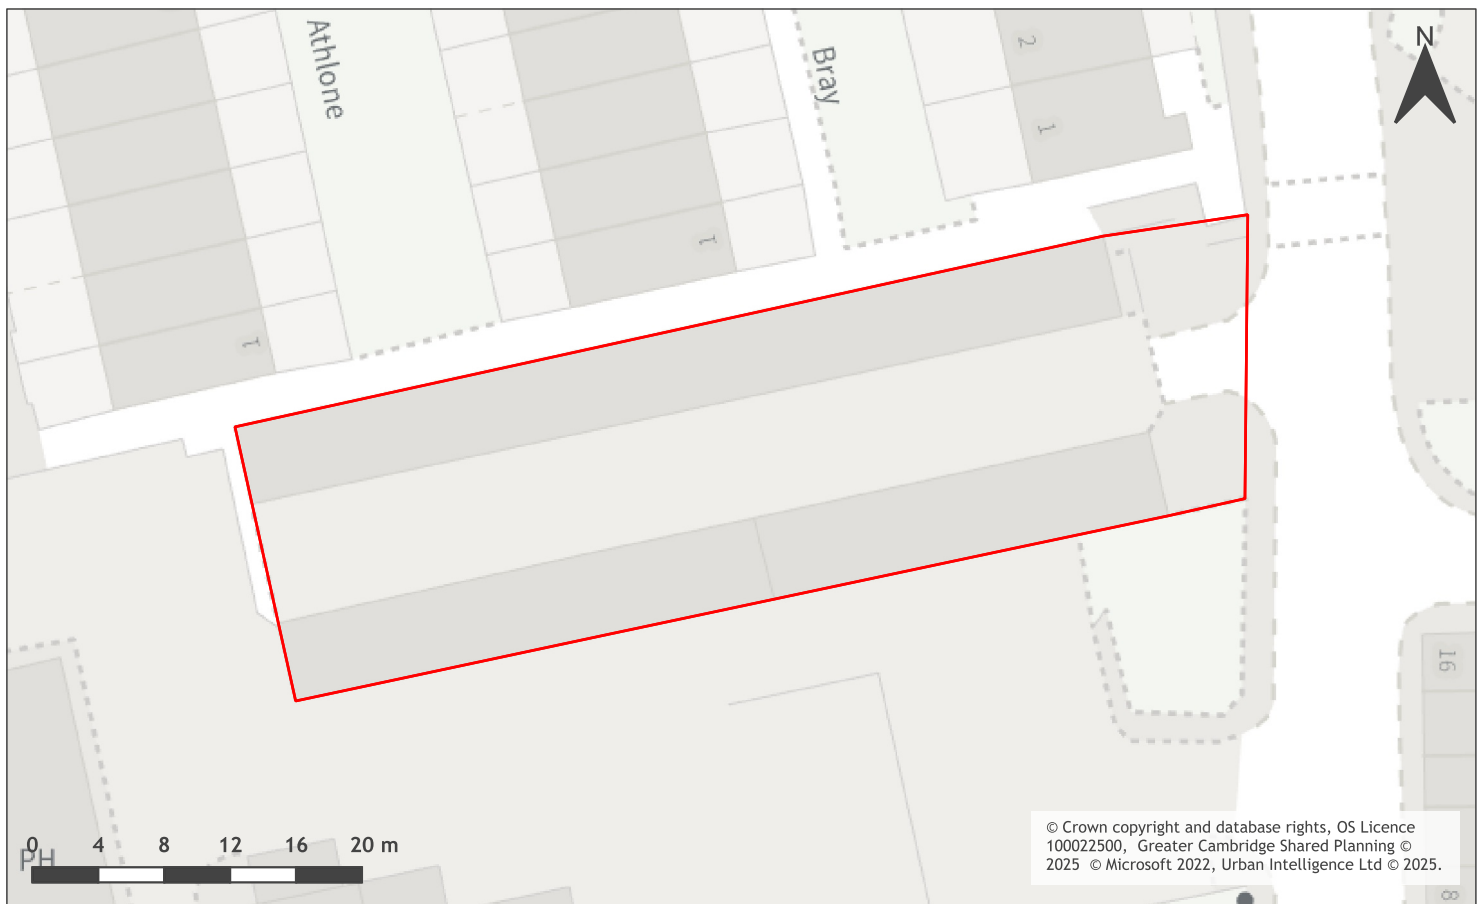 Athlone
Bray
2
N
1
1
1
16
© Crown copyright and database rights, OS Licence
100022500, Greater Cambridge Shared Planning ©
2025 © Microsoft 2022, Urban Intelligence Ltd © 2025.
0 4 8 12 16 20 m
PH
8